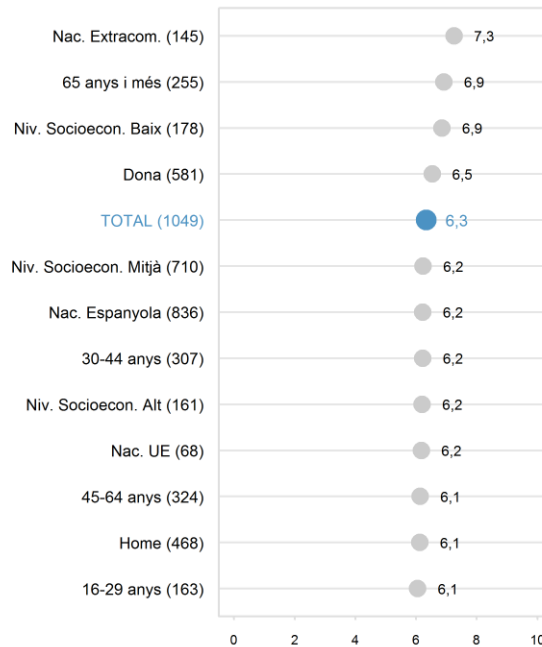 Nac. Extracom. (145) 7,3
65 anys i més (255) 6,9
Niv. Socioecon. Baix (178) 6,9
Dona (581) 6,5
TOTAL (1049) 6,3
Niv. Socioecon. Mitjà (710) 6,2
Nac. Espanyola (836) 6,2
30-44 anys (307) 6,2
Niv. Socioecon. Alt (161) 6,2
Nac. UE (68) 6,2
45-64 anys (324) 6,1
Home (468) 6,1
16-29 anys (163) 6,1
0 2 4 6 8 10